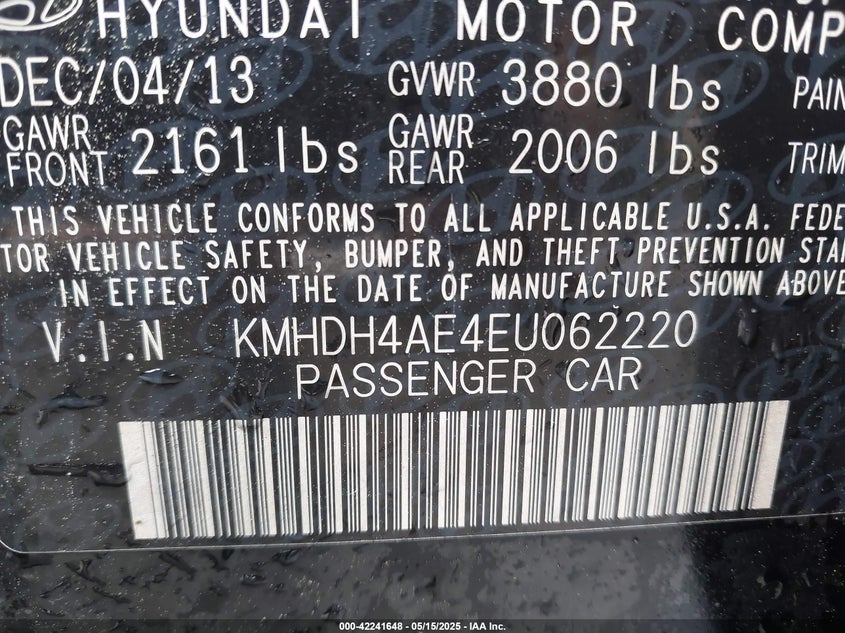 HYUNDAI MOTOR COMP
DEC/04/13 GVWR 3880 lbs PAIN
GAWR FRONT 2161 lbs GAWR REAR 2006 lbs TRIM
THIS VEHICLE CONFORMS TO ALL APPLICABLE U.S.A. FEDE
TOR VEHICLE SAFETY, BUMPER, AND THEFT PREVENTION STA
IN EFFECT ON THE DATE OF MANUFACTURE SHOWN ABOVE
V.I.N KMHDH4AE4EU062220
PASSENGER CAR
000-42241648 - 05/15/2025 - IAA Inc.